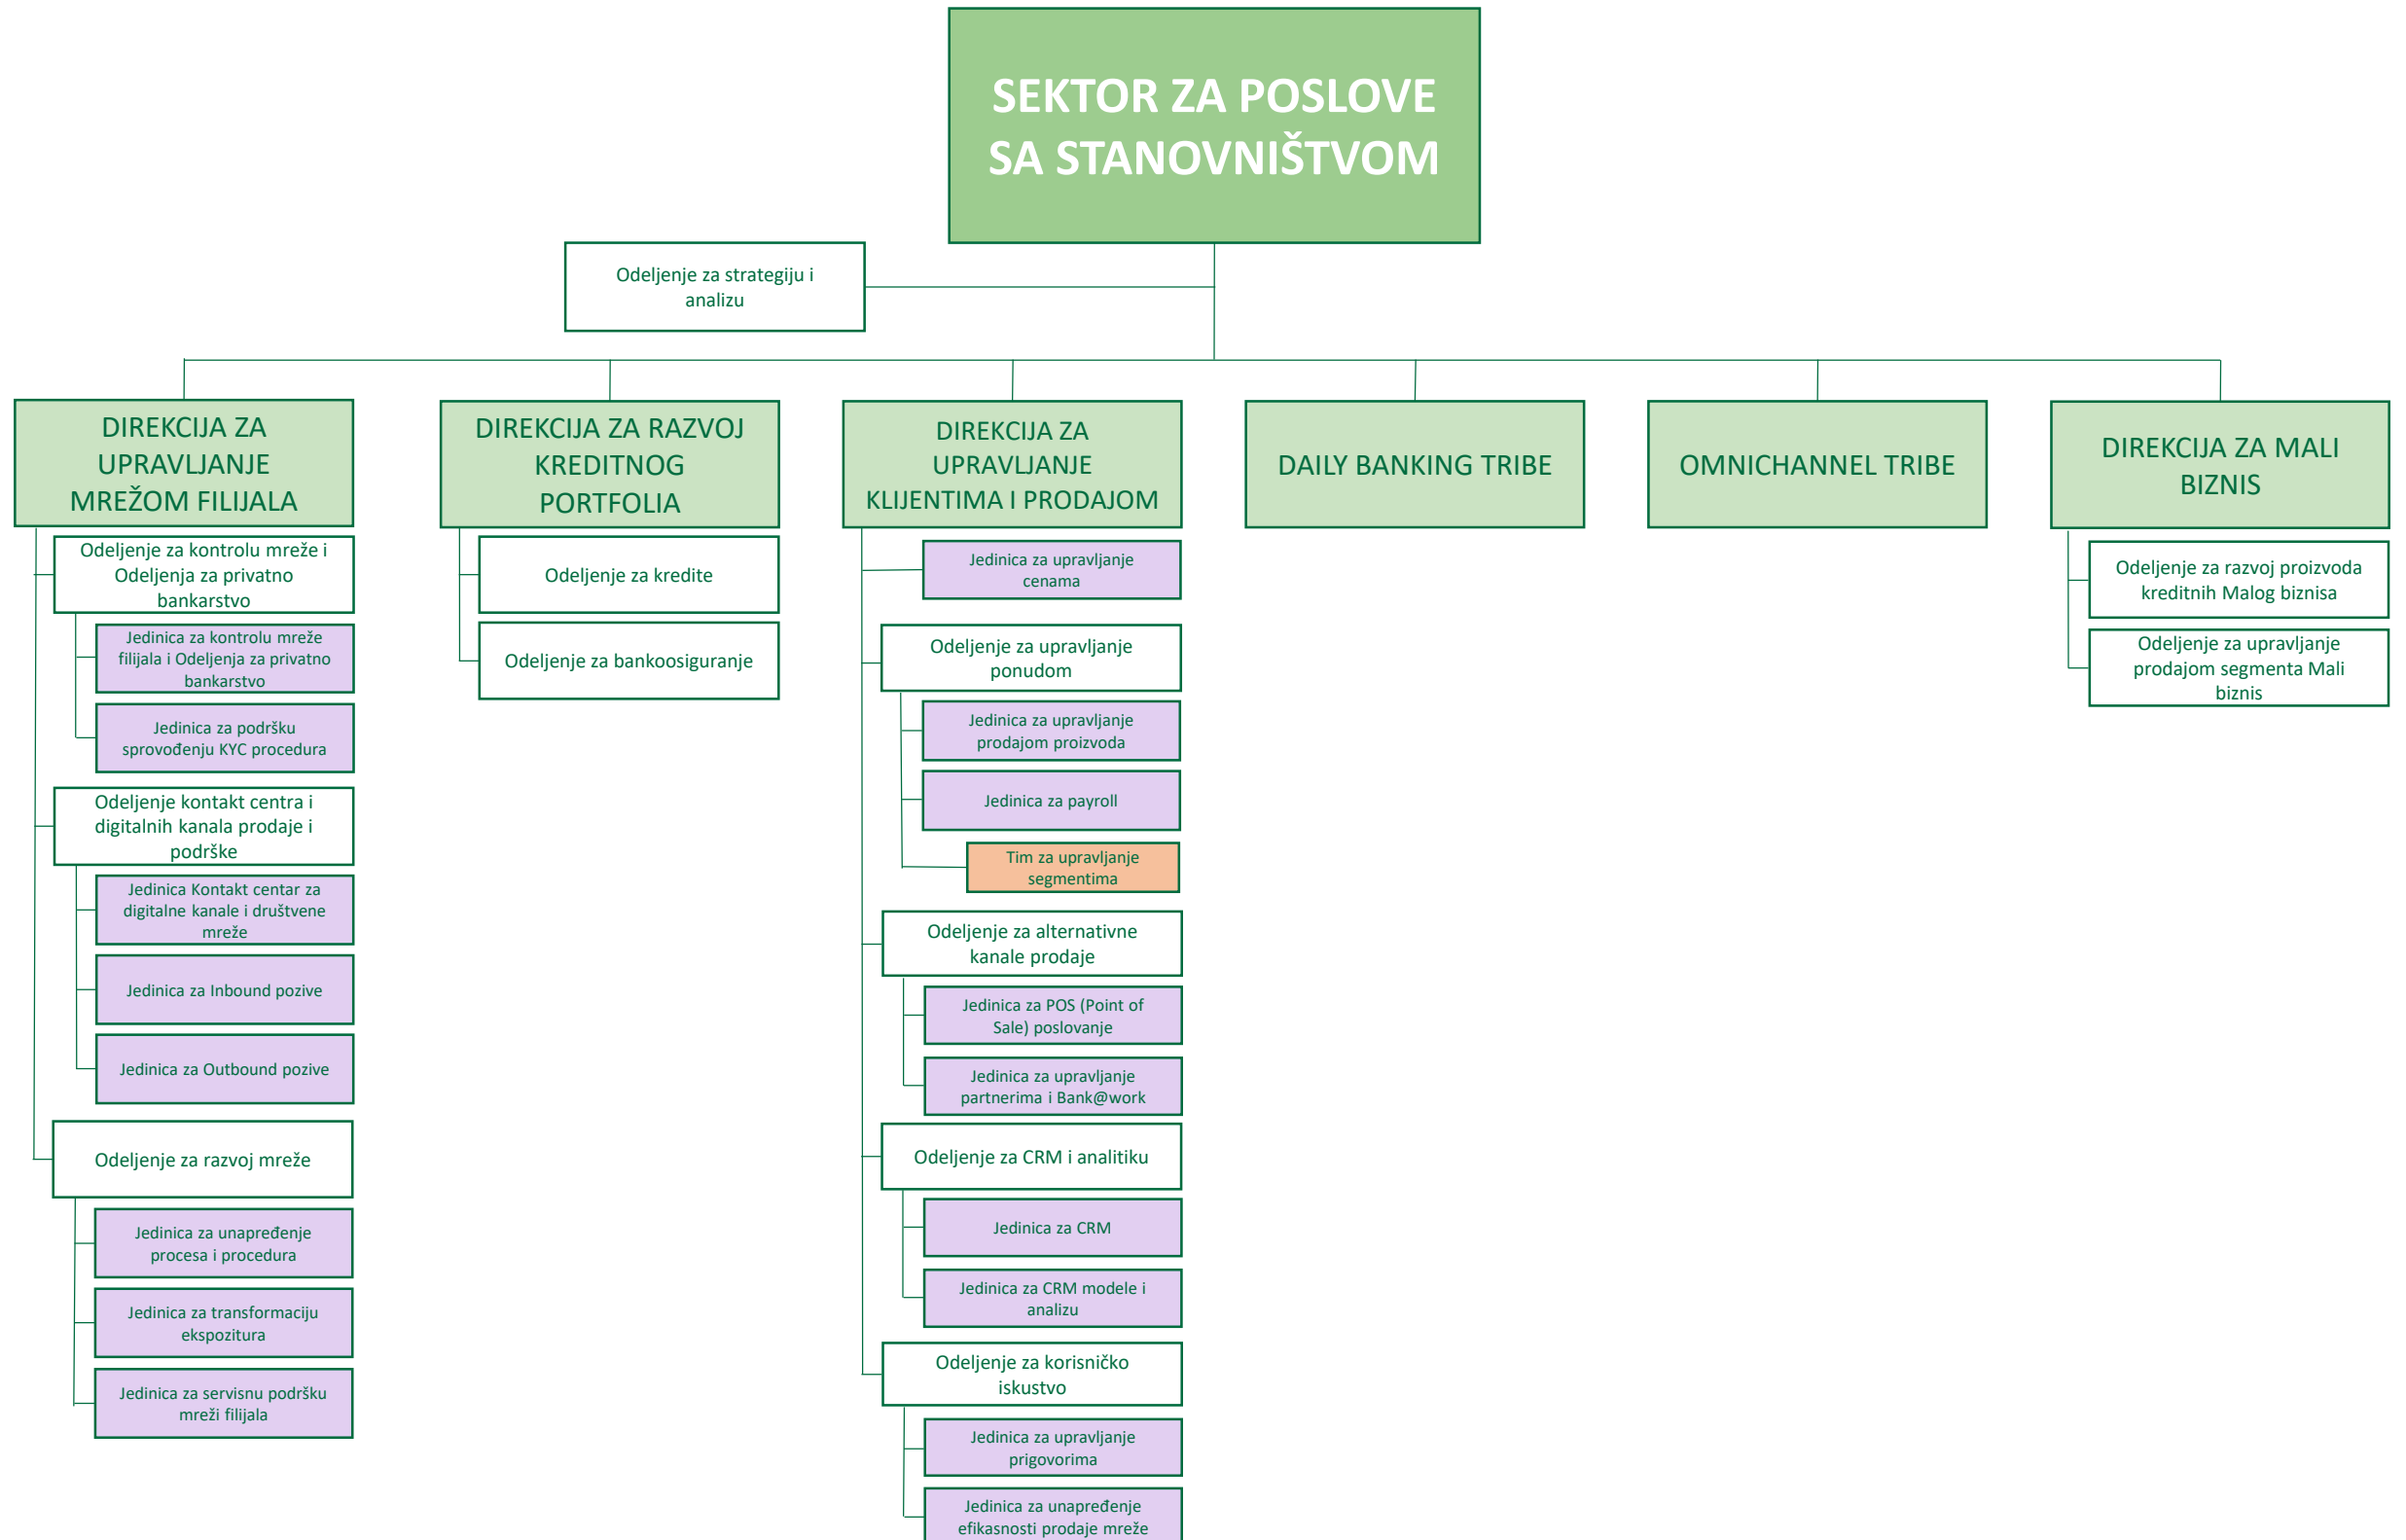 SEKTOR ZA POSLOVE
SA STANOVNIŠTVOM
Odeljenje za strategiju i
analizu
DIREKCIJA ZA
UPRAVLJANJE
MREŽOM FILIJALA
Odeljenje za kontrolu mreže i
Odeljenja za privatno
bankarstvo
Jedinica za kontrolu mreže
filijala i Odeljenja za privatno
bankarstvo
Jedinica za podršku
sprovođenju KYC procedura
Odeljenje kontakt centra i
digitalnih kanala prodaje i
podrške
Jedinica Kontakt centar za
digitalne kanale i društvene
mreže
Jedinica za Inbound pozive
Jedinica za Outbound pozive
Odeljenje za razvoj mreže
Jedinica za unapređenje
procesa i procedura
Jedinica za transformaciju
ekspozitura
Jedinica za servisnu podršku
mreži filijala
DIREKCIJA ZA RAZVOJ
KREDITNOG
PORTFOLIA
Odeljenje za kredite
Odeljenje za bankoosiguranje
DIREKCIJA ZA
UPRAVLJANJE
KLIJENTIMA I PRODAJOM
Jedinica za upravljanje
cenama
Odeljenje za upravljanje
ponudom
Jedinica za upravljanje
prodajom proizvoda
Jedinica za payroll
Tim za upravljanje
segmentima
Odeljenje za alternativne
kanale prodaje
Jedinica za POS (Point of
Sale) poslovanje
Jedinica za upravljanje
partnerima i Bank@work
Odeljenje za CRM i analitiku
Jedinica za CRM
Jedinica za CRM modele i
analizu
Odeljenje za korisničko
iskustvo
Jedinica za upravljanje
prigovorima
Jedinica za unapređenje
efikasnosti prodaje mreže
DAILY BANKING TRIBE
OMNICHANNEL TRIBE
DIREKCIJA ZA MALI
BIZNIS
Odeljenje za razvoj proizvoda
kreditnih Malog biznisa
Odeljenje za upravljanje
prodajom segmenta Mali
biznis